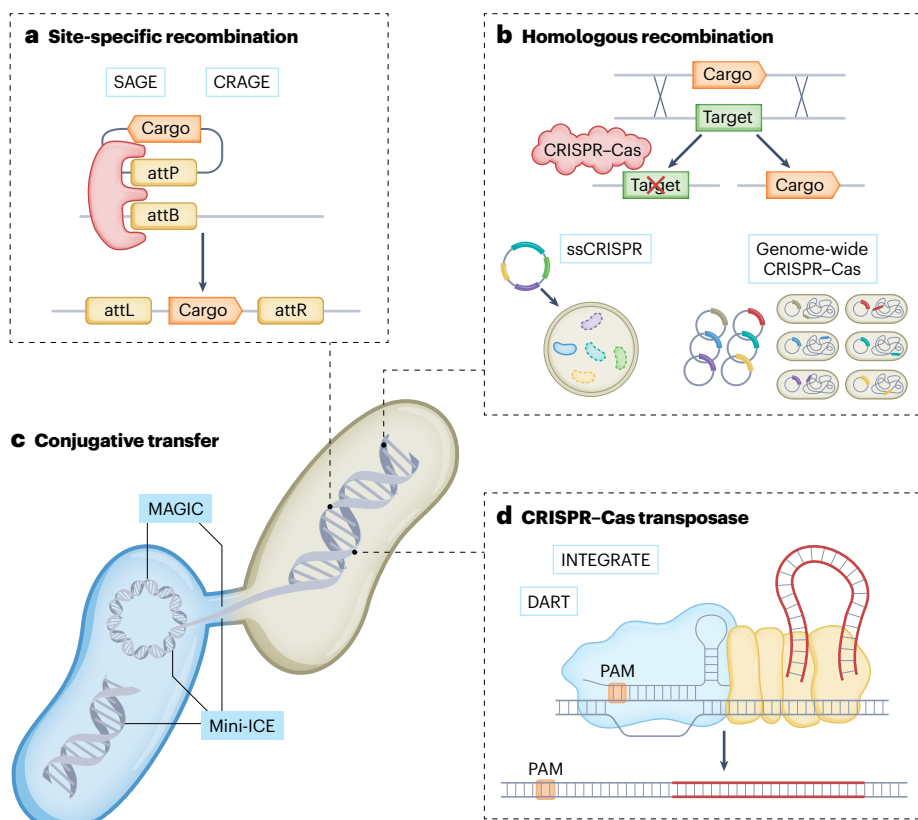 a Site-specific recombination
SAGE
CRAGE
Cargo
attP
attB
attL
Cargo
attR
b Homologous recombination
Cargo
Target
CRISPR–Cas
Target
Cargo
ssCRISPR
Genome-wide
CRISPR–Cas
c Conjugative transfer
MAGIC
Mini-ICE
d CRISPR–Cas transposase
INTEGRATE
DART
PAM
PAM